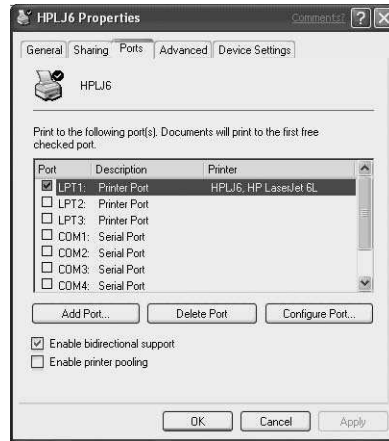 HPLJ6 Properties Comments? ?
General Sharing Ports Advanced Device Settings
HPLJ6
Print to the following port(s). Documents will print to the first free
checked port.
Port Description Printer
LPT1: Printer Port HPLJ6, HP LaserJet 6L
LPT2: Printer Port
LPT3: Printer Port
COM1: Serial Port
COM2: Serial Port
COM3: Serial Port
COM4: Serial Port
Add Port... Delete Port Configure Port...
Enable bidirectional support
Enable printer pooling
OK Cancel Apply